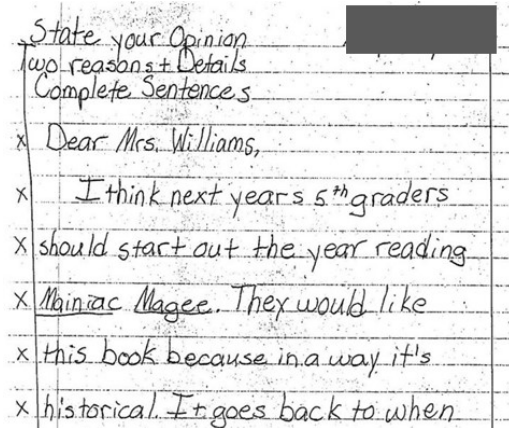 State your Opinion
Two reasons + Details
Complete Sentences
x Dear Mrs. Williams,
x I think next years 5th graders
x should start out the year reading
x Mainiac Magee. They would like
x this book because in a way it's
x historical. It goes back to when